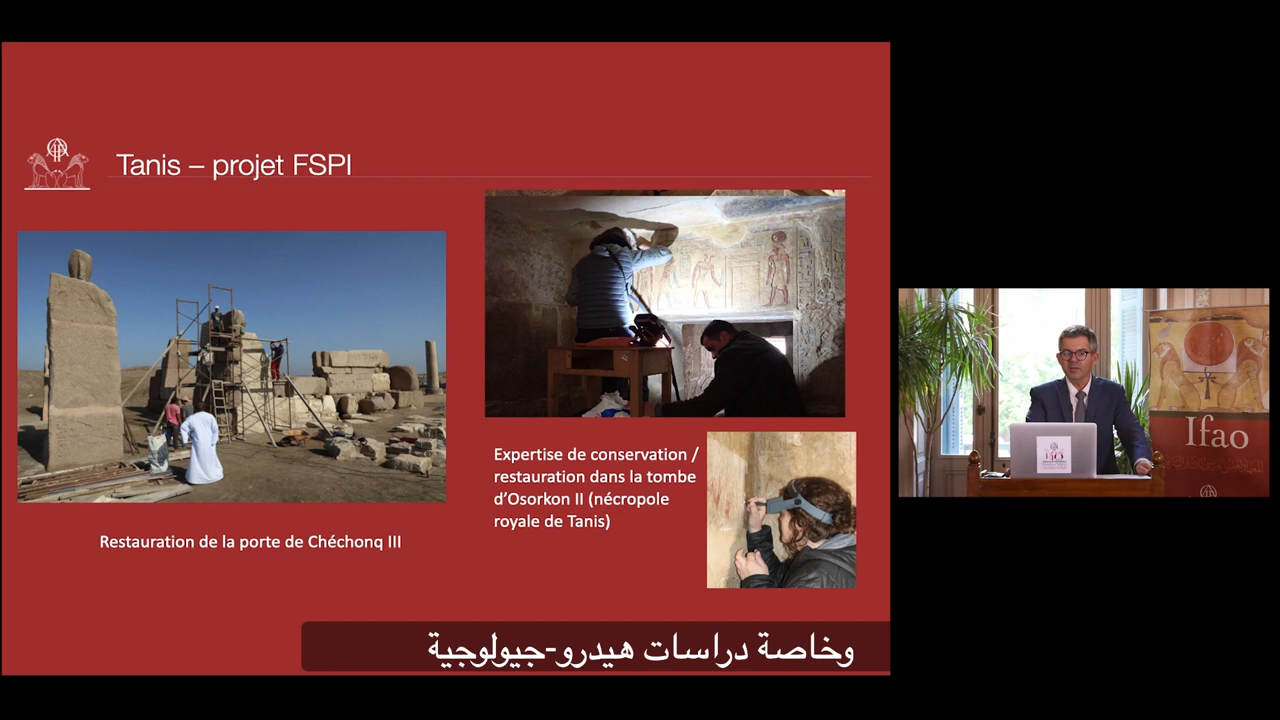 Tanis – projet FSPI
Restauration de la porte de Chéchonq III
Expertise de conservation /
restauration dans la tombe
d'Osorkon II (nécropole
royale de Tanis)
وخاصة دراسات هيدرو-جيولوجية
Ifao